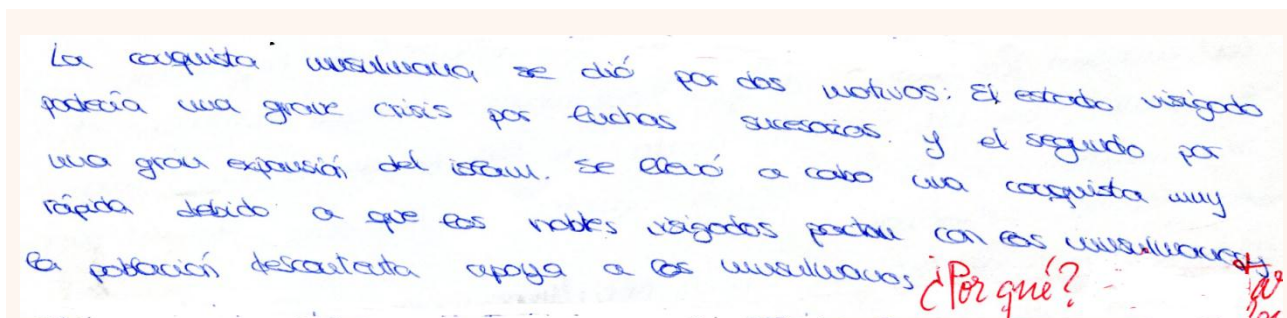 La conquista musulmana se dió por dos motivos: El estado visigodo
padecía una grave crisis por luchas sucesorias. y el segundo por
una gran expansión del islam. Se llevó a cabo una conquista muy
rápida debido a que los nobles visigodos pactan con los musulmanes y
la población descontenta apoya a los musulmanes ¿Por qué?